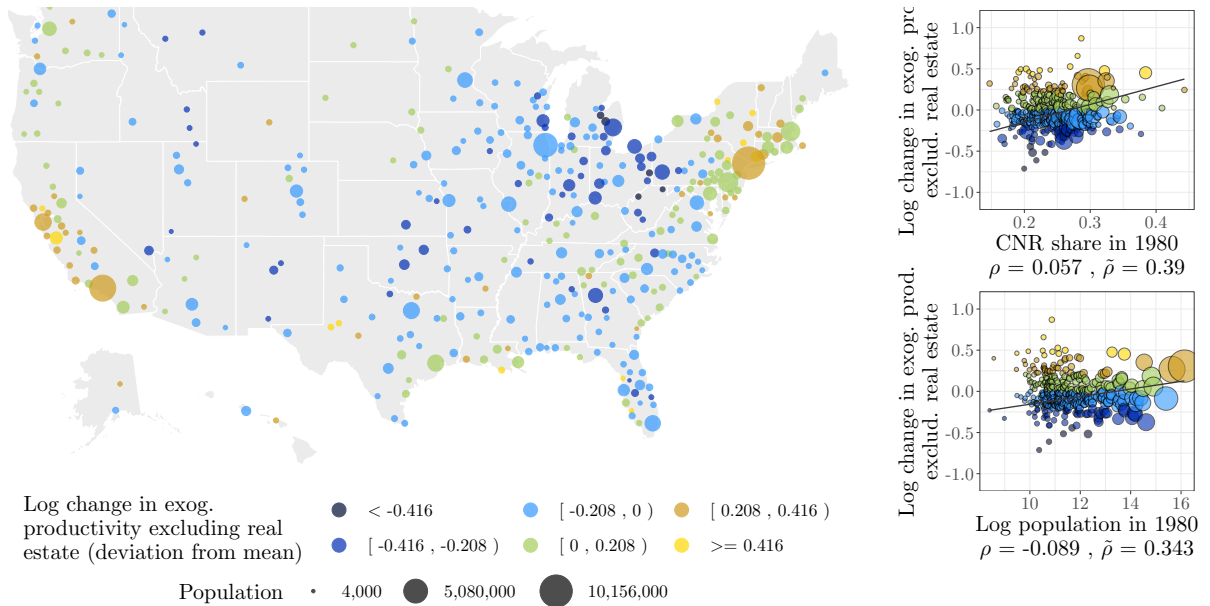 Log change in exog.
productivity excluding real
estate (deviation from mean)
< -0.416
[ -0.208 , 0 )
[ 0.208 , 0.416 )
[ -0.416 , -0.208 )
[ 0 , 0.208 )
>= 0.416
Population
4,000
5,080,000
10,156,000
Log change in exog.
exclud. real estate
1.0
0.5
0.0
-0.5
-1.0
0.2
0.3
0.4
CNR share in 1980
ρ = 0.057 , ρ̃ = 0.39
Log change in exog. prod.
exclud. real estate
1.0
0.5
0.0
-0.5
-1.0
10
12
14
16
Log population in 1980
ρ = -0.089 , ρ̃ = 0.343